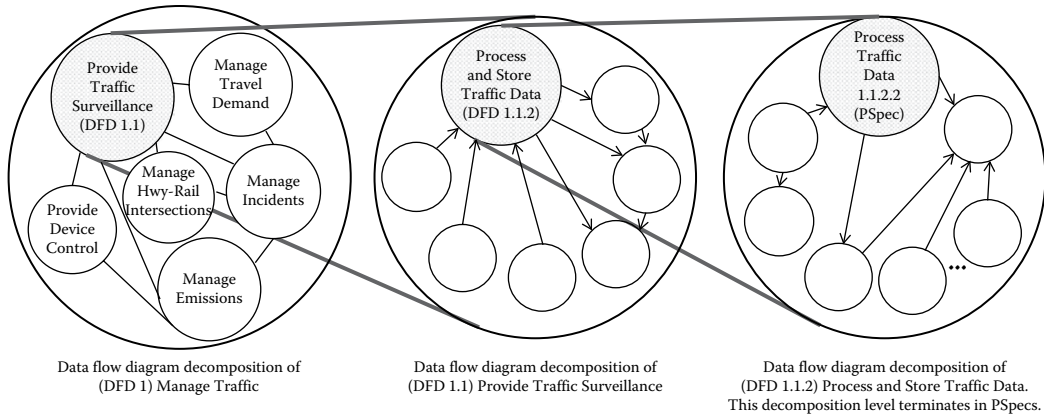 Provide
Traffic
Surveillance
(DFD 1.1)
Manage
Travel
Demand
Manage
Hwy-Rail
Intersections
Manage
Incidents
Provide
Device
Control
Manage
Emissions
Data flow diagram decomposition of
(DFD 1) Manage Traffic
Process
and Store
Traffic Data
(DFD 1.1.2)
Data flow diagram decomposition of
(DFD 1.1) Provide Traffic Surveillance
Process
Traffic
Data
1.1.2.2
(PSpec)
...
Data flow diagram decomposition of
(DFD 1.1.2) Process and Store Traffic Data.
This decomposition level terminates in PSpecs.